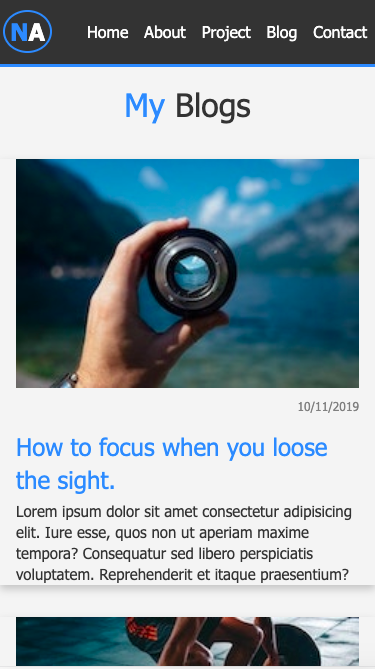 NA
Home About Project Blog Contact
My Blogs
10/11/2019
How to focus when you loose
the sight.
Lorem ipsum dolor sit amet consectetur adipisicing
elit. Iure esse, quos non ut aperiam maxime
tempora? Consequatur sed libero perspiciatis
voluptatem. Reprehenderit et itaque praesentium?